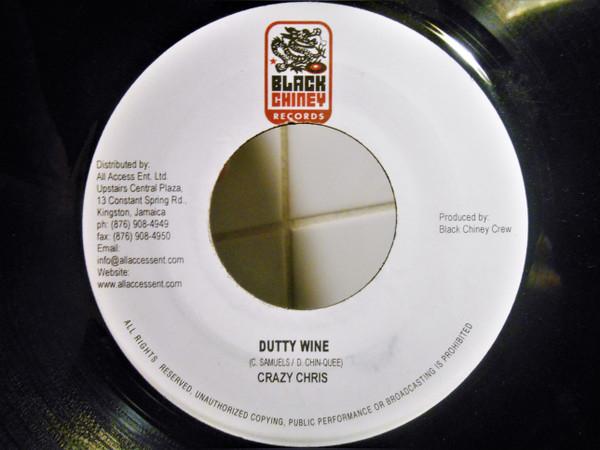 BLACK
CHINEY
RECORDS
Distributed by:
All Access Ent. Ltd.
Upstairs Central Plaza,
13 Constant Spring Rd.,
Kingston, Jamaica
ph: (876) 908-4949
fax: (876) 908-4950
Email:
info@allaccessent.com
Website:
www.allaccessent.com
Produced by:
Black Chiney Crew
DUTTY WINE
(C. SAMUELS / D. CHIN-QUEE)
CRAZY CHRIS
ALL RIGHTS RESERVED, UNAUTHORIZED COPYING, PUBLIC PERFORMANCE OR BROADCASTING IS PROHIBITED